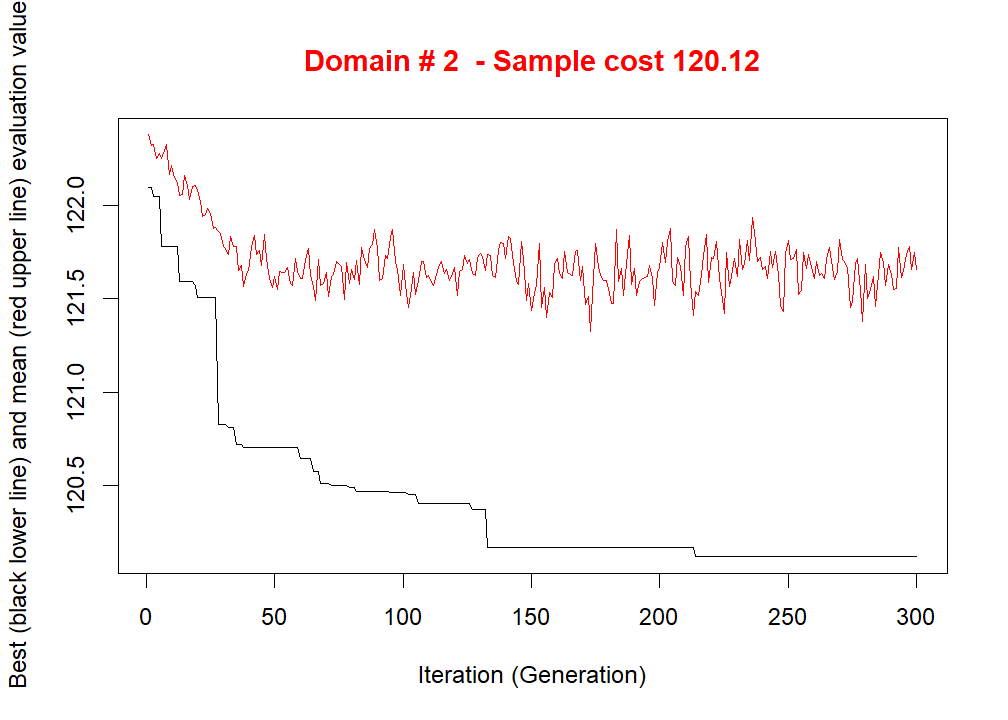 Domain # 2  - Sample cost 120.12
Best (black lower line) and mean (red upper line) evaluation value
122.0
121.5
121.0
120.5
0 50 100 150 200 250 300
Iteration (Generation)